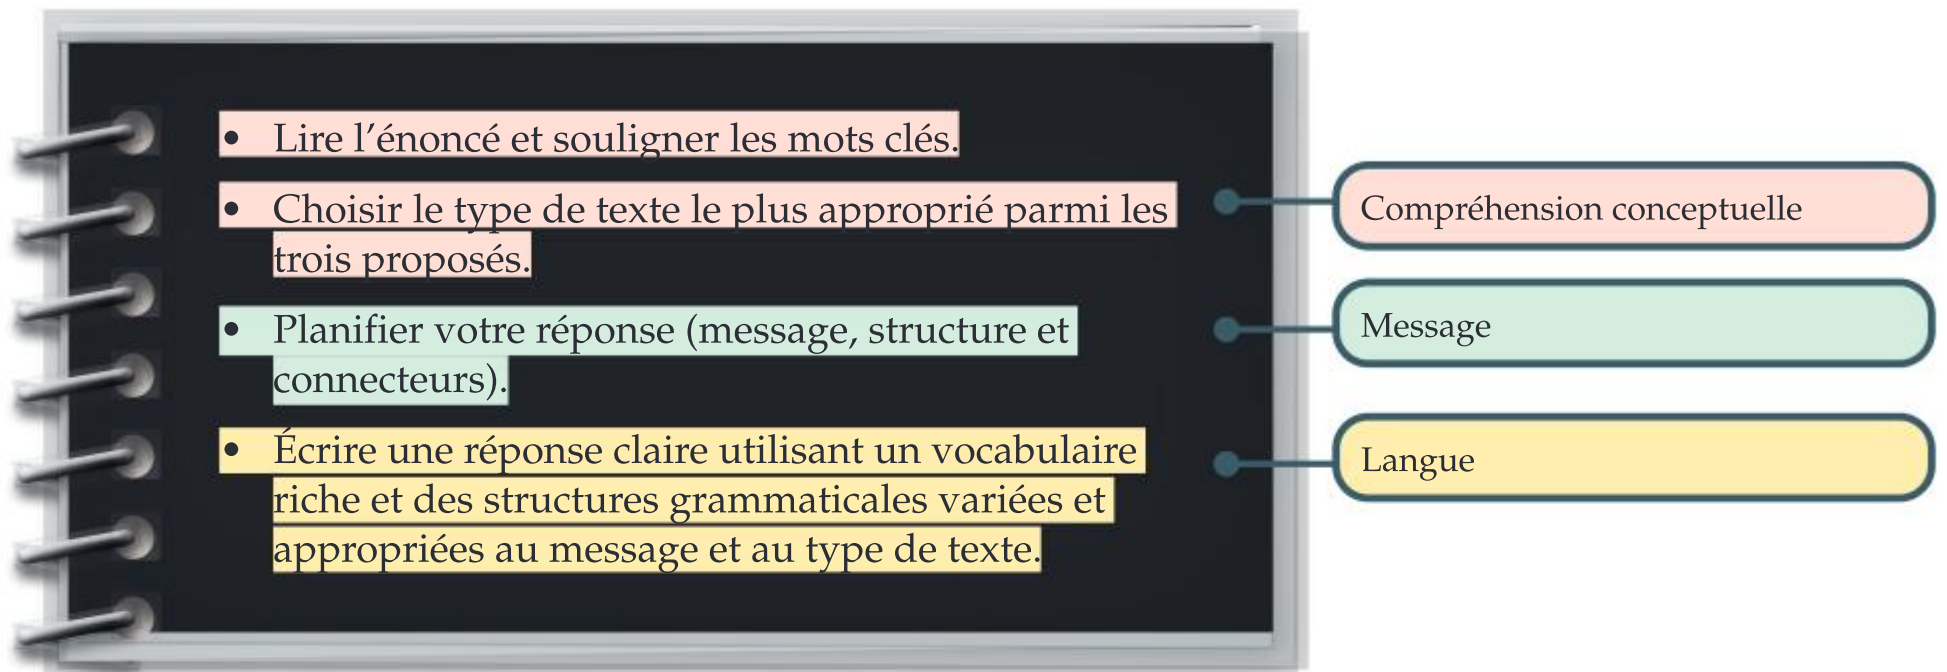 • Lire l’énoncé et souligner les mots clés.
• Choisir le type de texte le plus approprié parmi les
trois proposés.
• Planifier votre réponse (message, structure et
connecteurs).
• Écrire une réponse claire utilisant un vocabulaire
riche et des structures grammaticales variées et
appropriées au message et au type de texte.
Compréhension conceptuelle
Message
Langue